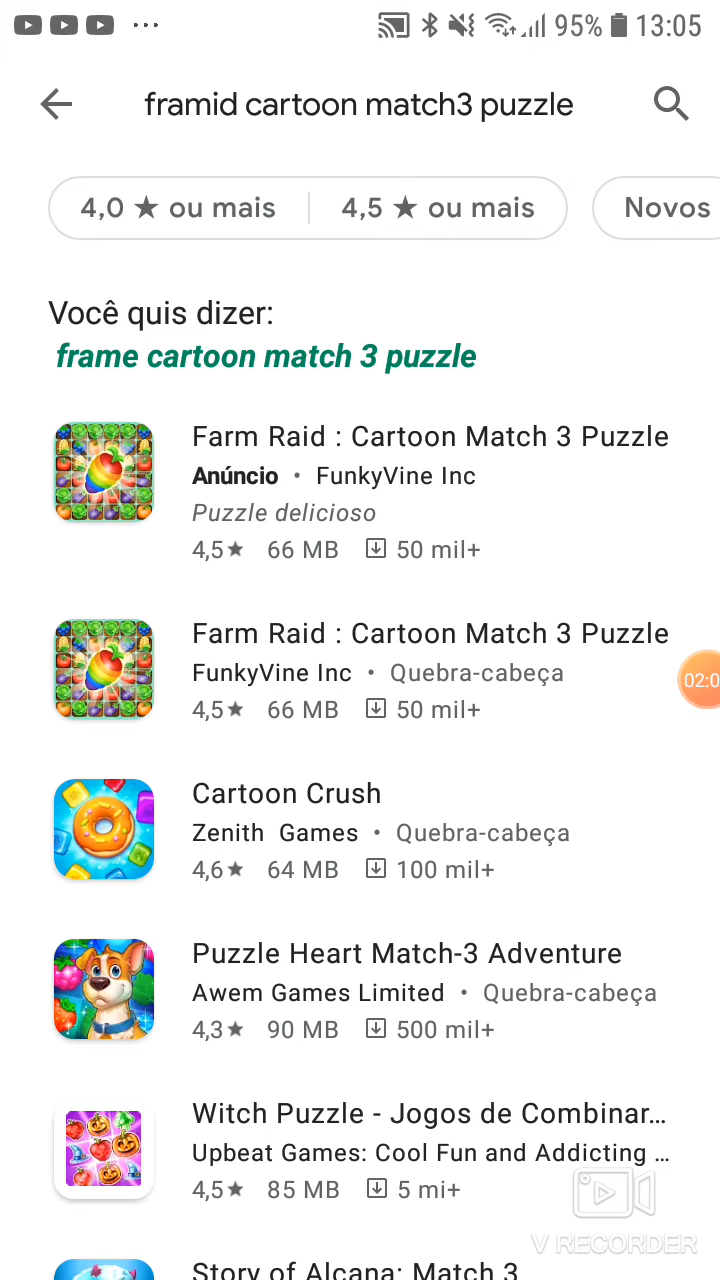 95% 13:05
framid cartoon match3 puzzle
4,0 ★ ou mais 4,5 ★ ou mais Novos
Você quis dizer:
frame cartoon match 3 puzzle
Farm Raid : Cartoon Match 3 Puzzle
Anúncio • FunkyVine Inc
Puzzle delicioso
4,5★ 66 MB 50 mil+
Farm Raid : Cartoon Match 3 Puzzle
FunkyVine Inc • Quebra-cabeça
4,5★ 66 MB 50 mil+
02:0
Cartoon Crush
Zenith Games • Quebra-cabeça
4,6★ 64 MB 100 mil+
Puzzle Heart Match-3 Adventure
Awem Games Limited • Quebra-cabeça
4,3★ 90 MB 500 mil+
Witch Puzzle - Jogos de Combinar...
Upbeat Games: Cool Fun and Addicting ...
4,5★ 85 MB 5 mi+
V RECORDER
Story of Alcana: Match 3